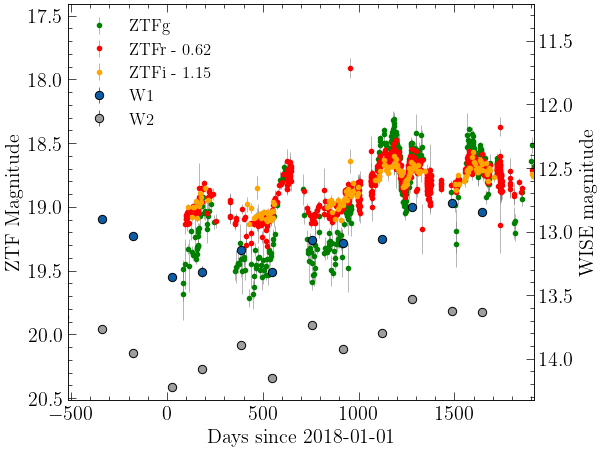 ZTFg
ZTFr - 0.62
ZTFi - 1.15
W1
W2
17.5
18.0
18.5
19.0
19.5
20.0
20.5
ZTF Magnitude
11.5
12.0
12.5
13.0
13.5
14.0
WISE magnitude
−500
0
500
1000
1500
Days since 2018-01-01